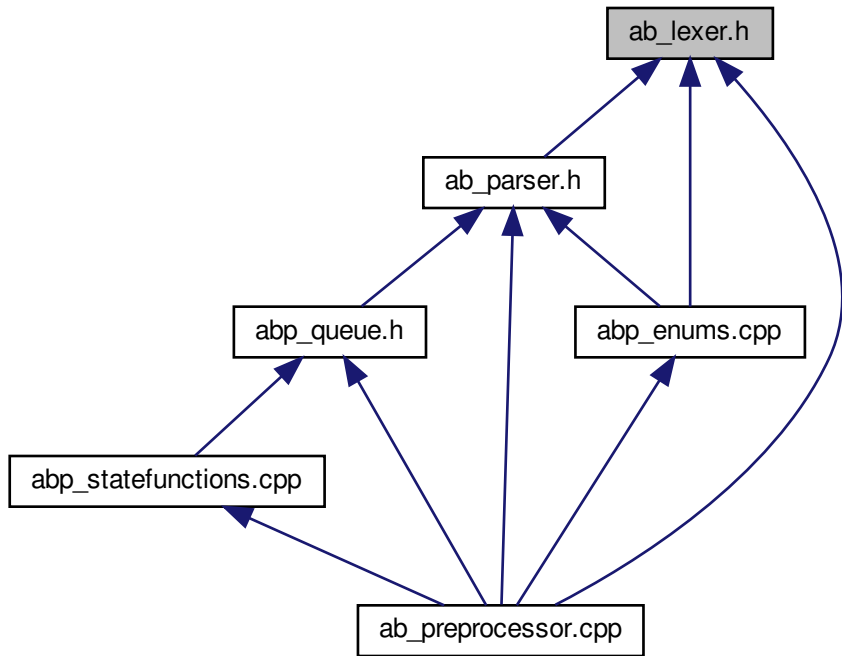 ab_lexer.h
ab_parser.h
abp_queue.h
abp_enums.cpp
abp_statefunctions.cpp
ab_preprocessor.cpp